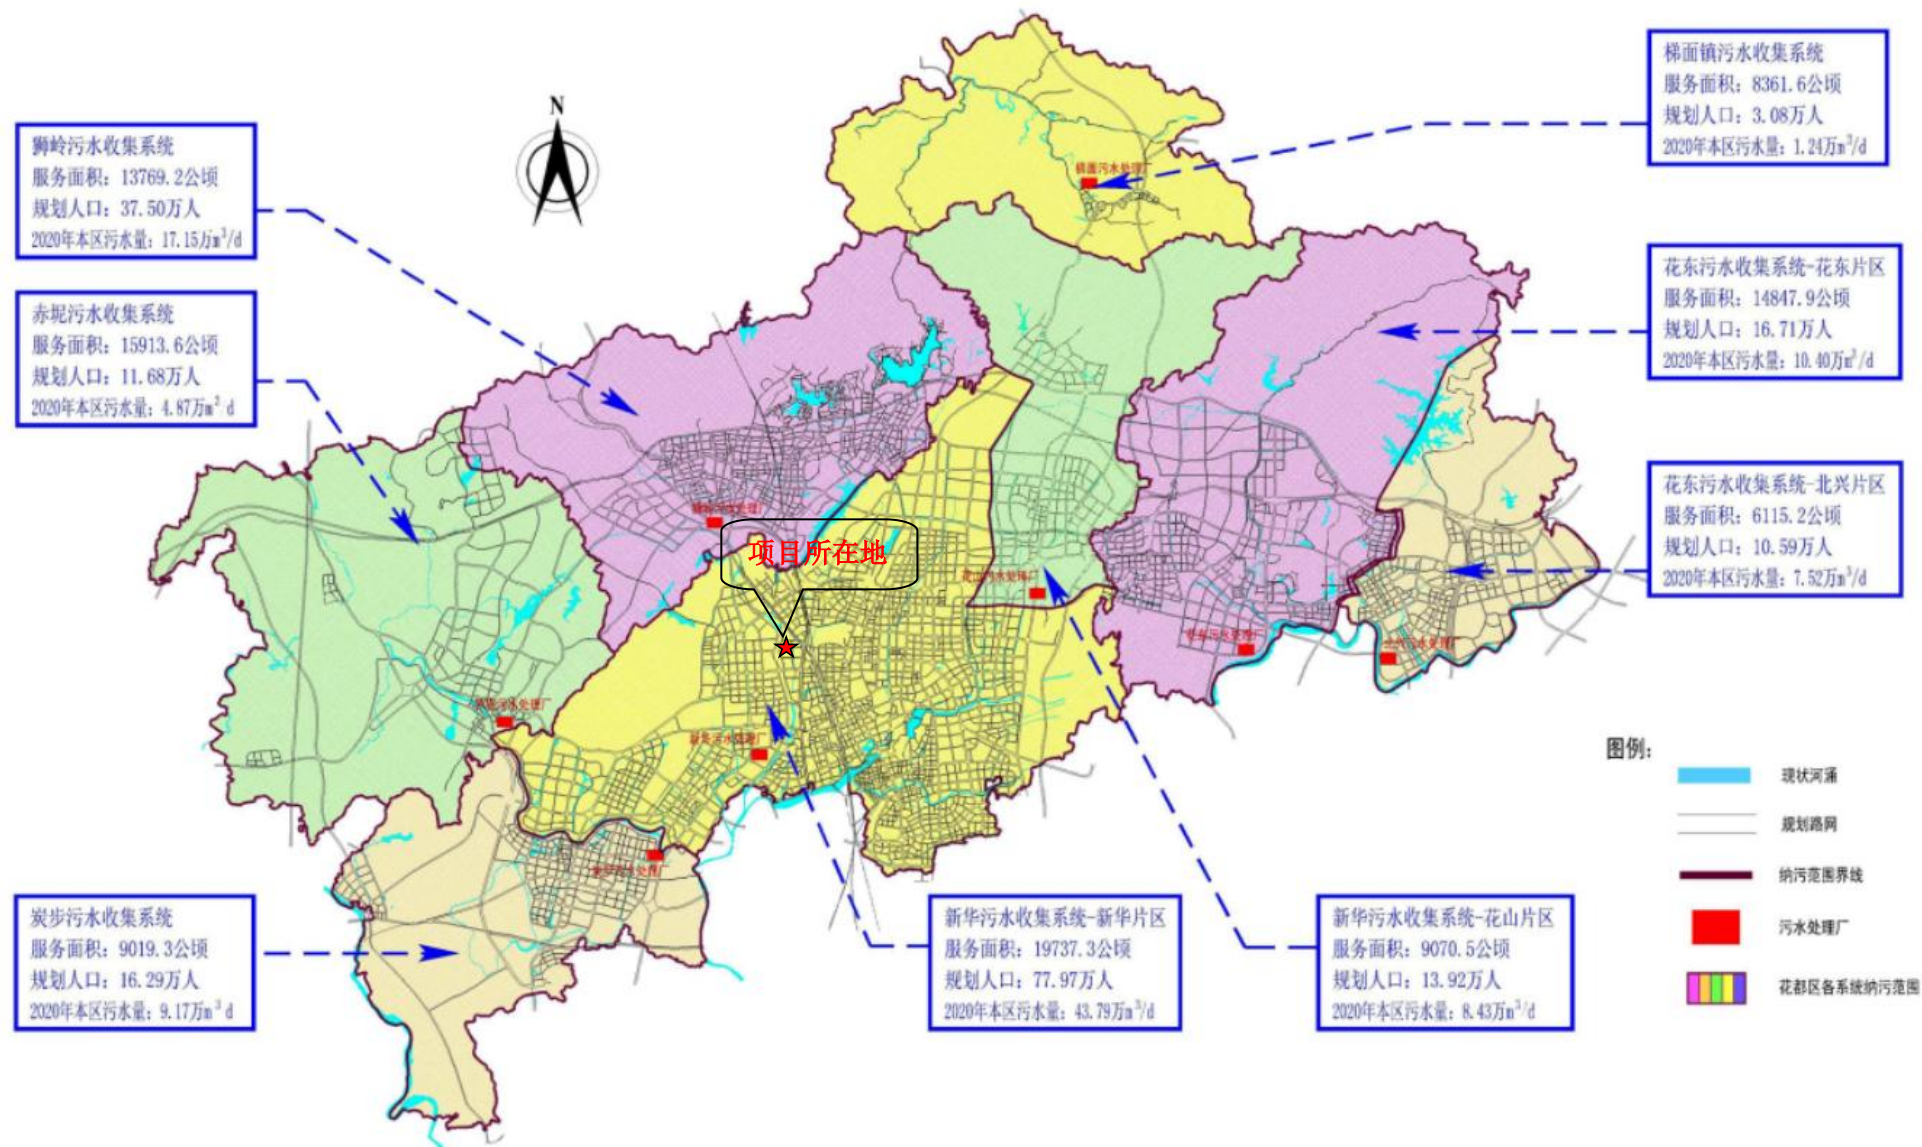 梯面镇污水收集系统
服务面积：8361.6公顷
规划人口：3.08万人
2020年本区污水量：1.24万m³/d
N
狮岭污水收集系统
服务面积：13769.2公顷
规划人口：37.50万人
2020年本区污水量：17.15万m³/d
梯面污水处理厂
花东污水收集系统-花东片区
服务面积：14847.9公顷
规划人口：16.71万人
2020年本区污水量：10.40万m³/d
赤坭污水收集系统
服务面积：15913.6公顷
规划人口：11.68万人
2020年本区污水量：4.87万m² d
花东污水收集系统-北兴片区
服务面积：6115.2公顷
规划人口：10.59万人
2020年本区污水量：7.52万m³/d
项目所在地
图例：
现状河涌
规划路网
纳污范围界线
污水处理厂
花都区各系统纳污范围
炭步污水收集系统
服务面积：9019.3公顷
规划人口：16.29万人
2020年本区污水量：9.17万m³ d
新华污水收集系统-新华片区
服务面积：19737.3公顷
规划人口：77.97万人
2020年本区污水量：43.79万m³/d
新华污水收集系统-花山片区
服务面积：9070.5公顷
规划人口：13.92万人
2020年本区污水量：8.43万m³/d